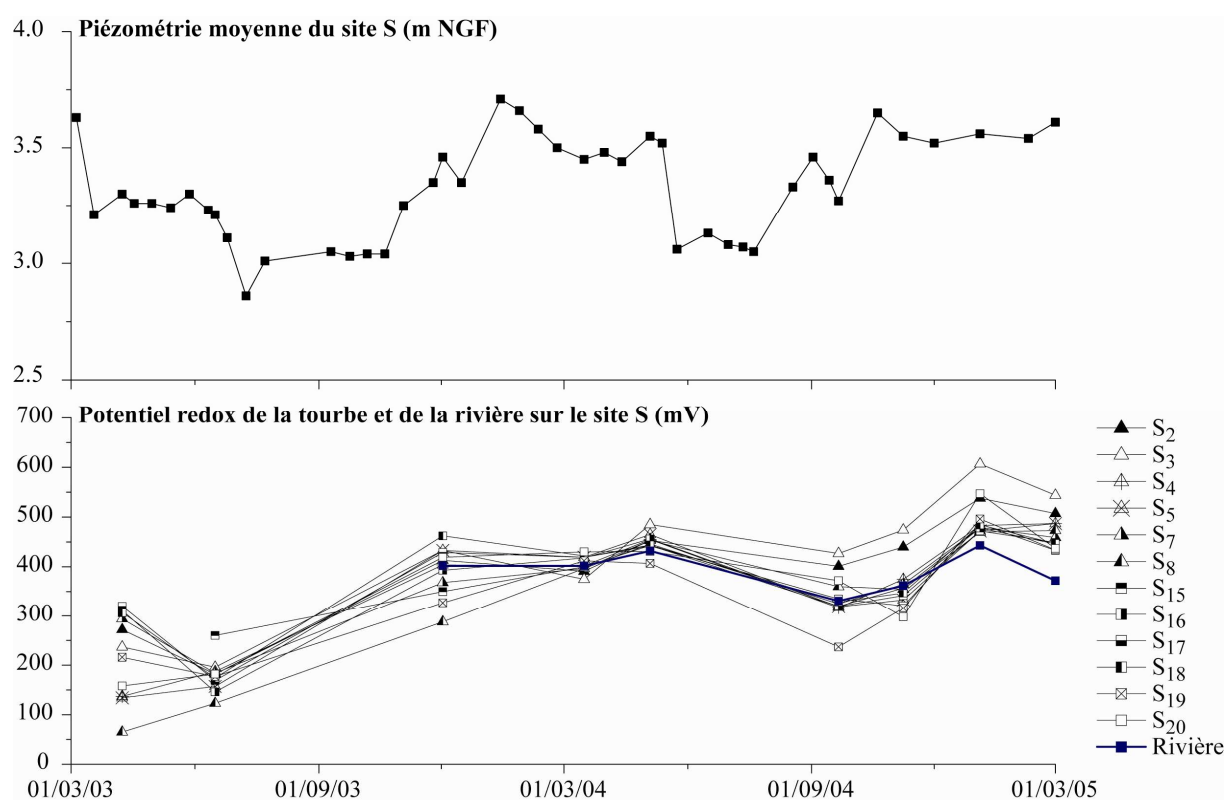 Piézométrie moyenne du site S (m NGF)
4.0
3.5
3.0
2.5
Potentiel redox de la tourbe et de la rivière sur le site S (mV)
700
600
500
400
300
200
100
0
01/03/03
01/09/03
01/03/04
01/09/04
01/03/05
S2
S3
S4
S5
S7
S8
S15
S16
S17
S18
S19
S20
Rivière